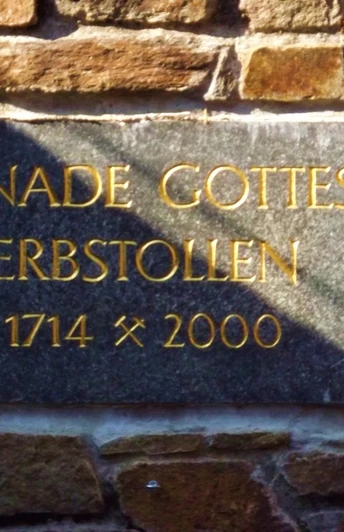 NADE GOTTES
ERBSTOLLEN
1714 ⚒ 2000